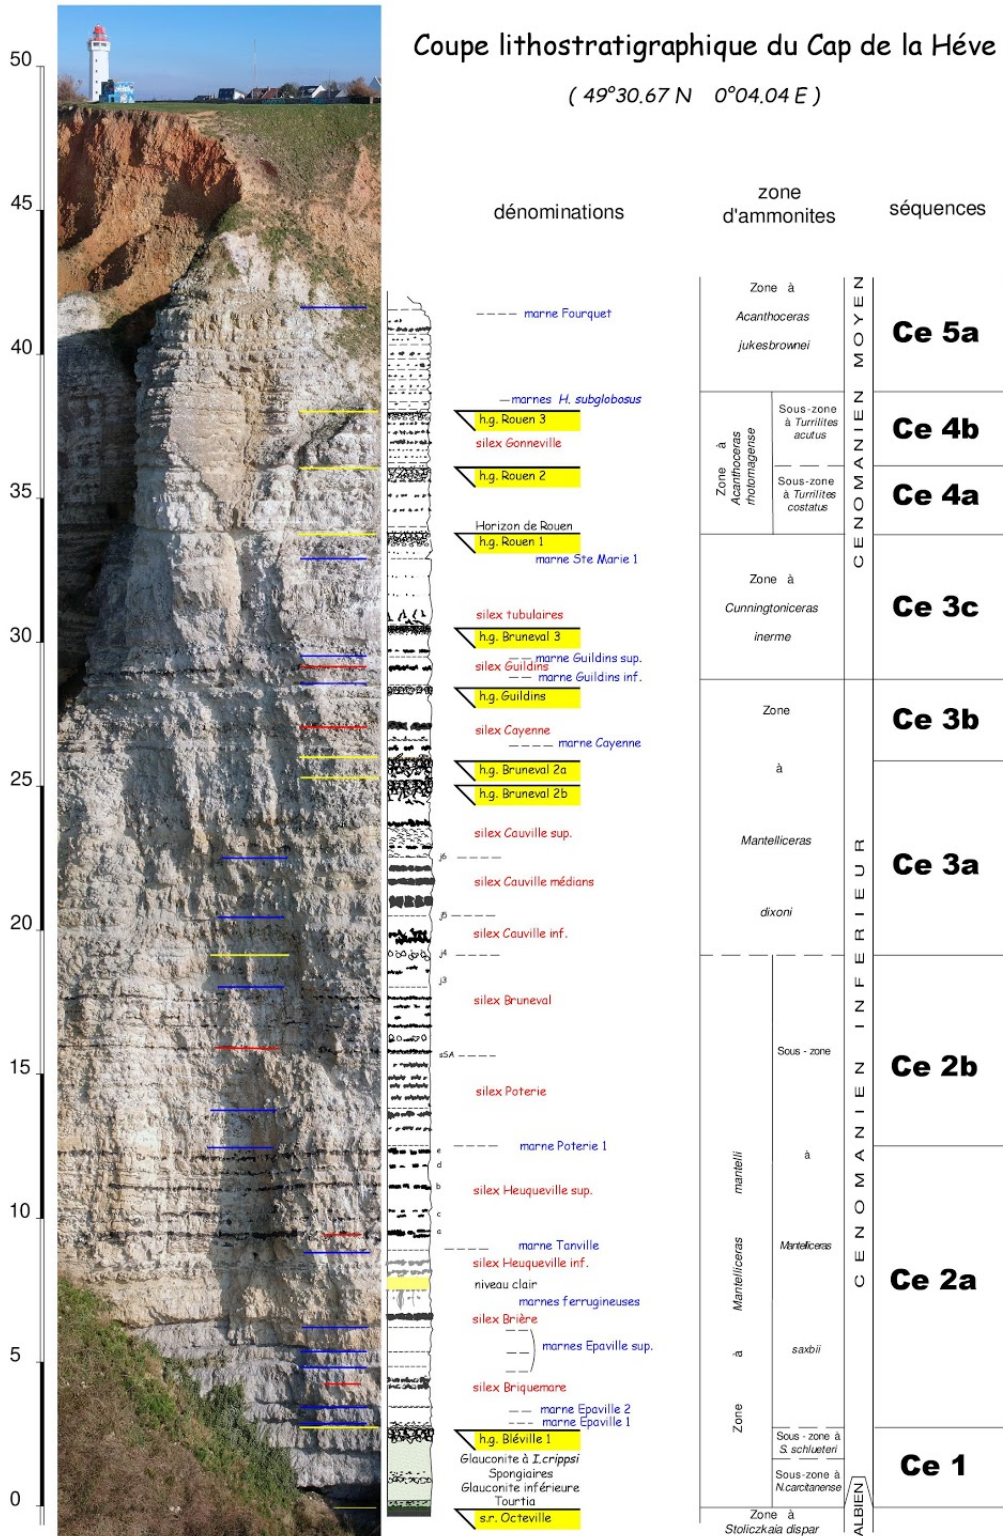 Coupe lithostratigraphique du Cap de la Héve
( 49°30.67 N 0°04.04 E )
dénominations
zone
d'ammonites
séquences
50
45
40
35
30
25
20
15
10
5
0
marne Fourquet
marnes H. subglobosus
h.g. Rouen 3
silex Gonneville
h.g. Rouen 2
Horizon de Rouen
h.g. Rouen 1
marne Ste Marie 1
silex tubulaires
h.g. Bruneval 3
marne Guildins sup.
silex Guildins
marne Guildins inf.
h.g. Guildins
silex Cayenne
marne Cayenne
h.g. Bruneval 2a
h.g. Bruneval 2b
silex Cauville sup.
j6
silex Cauville médians
j5
silex Cauville inf.
j4
j3
silex Bruneval
sSA
silex Poterie
marne Poterie 1
e
d
b
silex Heuqueville sup.
c
a
marne Tanville
silex Heuqueville inf.
niveau clair
marnes ferrugineuses
silex Brière
marnes Epaville sup.
silex Briquemare
marne Epaville 2
marne Epaville 1
h.g. Bléville 1
Glauconite à I.crippsi
Spongiaires
Glauconite inférieure
Tourtia
s.r. Octeville
Zone à
Acanthoceras
jukesbrownei
Zone à
Acanthoceras
rhotomagense
Sous-zone
à Turrilites
acutus
Sous-zone
à Turrilites
costatus
Zone à
Cunningtoniceras
inerme
Zone
à
Mantelliceras
dixoni
Zone à Mantelliceras mantelli
Sous - zone
à
Mantelliceras
saxbii
Sous - zone à
S. schlueteri
Sous-zone à
N.carcitanense
Zone à
Stoliczkaia dispar
CENOMANIEN MOYEN
CENOMANIEN INFERIEUR
ALBIEN
Ce 5a
Ce 4b
Ce 4a
Ce 3c
Ce 3b
Ce 3a
Ce 2b
Ce 2a
Ce 1